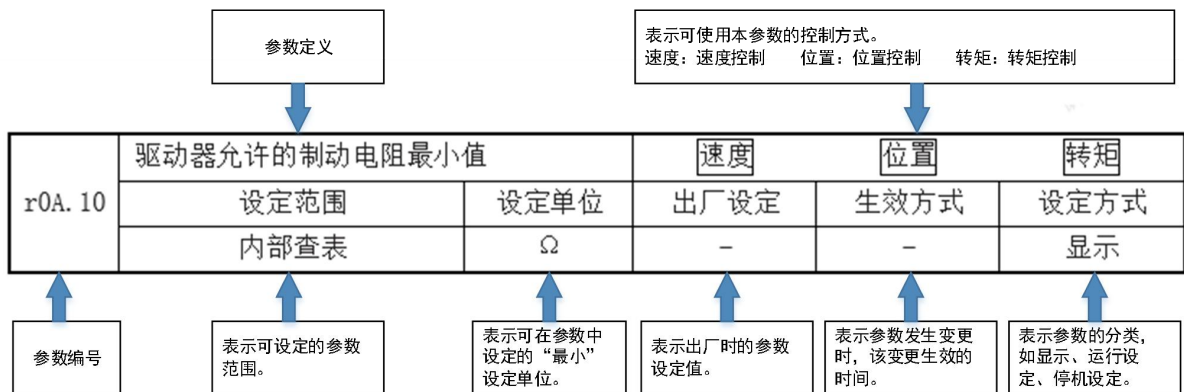 参数定义
表示可使用本参数的控制方式。
速度：速度控制 位置：位置控制 转矩：转矩控制
驱动器允许的制动电阻最小值 速度 位置 转矩
r0A.10 设定范围 设定单位 出厂设定 生效方式 设定方式
内部查表 Ω - - 显示
参数编号
表示可设定的参数
范围。
表示可在参数中
设定的“最小”
设定单位。
表示出厂时的参数
设定值。
表示参数发生变更
时，该变更生效的
时间。
表示参数的分类，
如显示、运行设
定、停机设定。